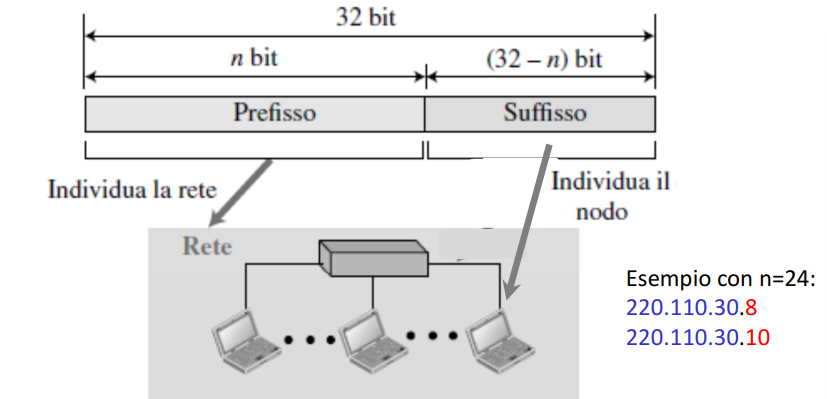 32 bit
n bit
(32 – n) bit
Prefisso
Suffisso
Individua la rete
Individua il
nodo
Rete
Esempio con n=24:
220.110.30.8
220.110.30.10